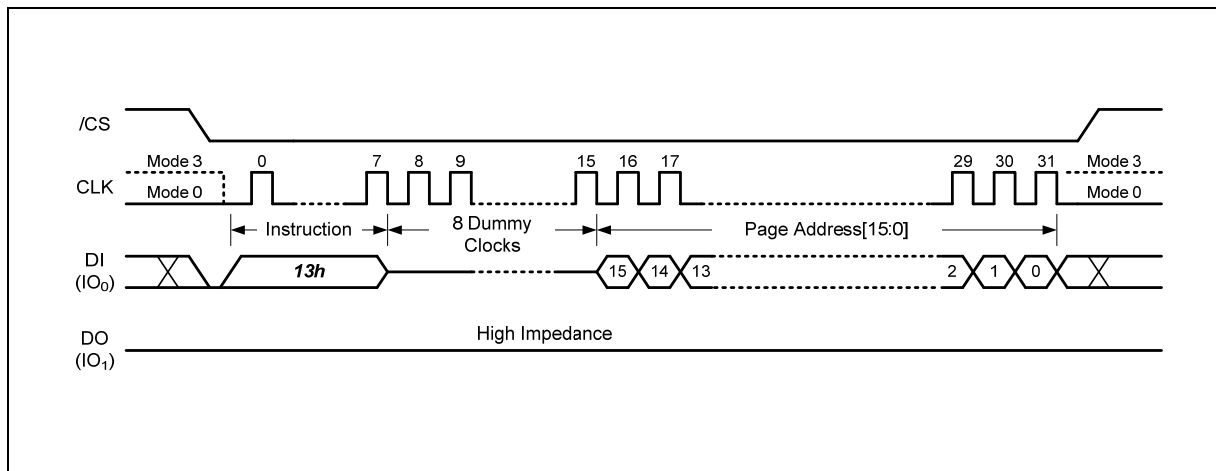 /CS
Mode 3 0 7 8 9 15 16 17 29 30 31 Mode 3
CLK
Mode 0 Mode 0
Instruction 8 Dummy Clocks Page Address[15:0]
DI (IO₀) 13h 15 14 13 2 1 0
High Impedance
DO (IO₁)